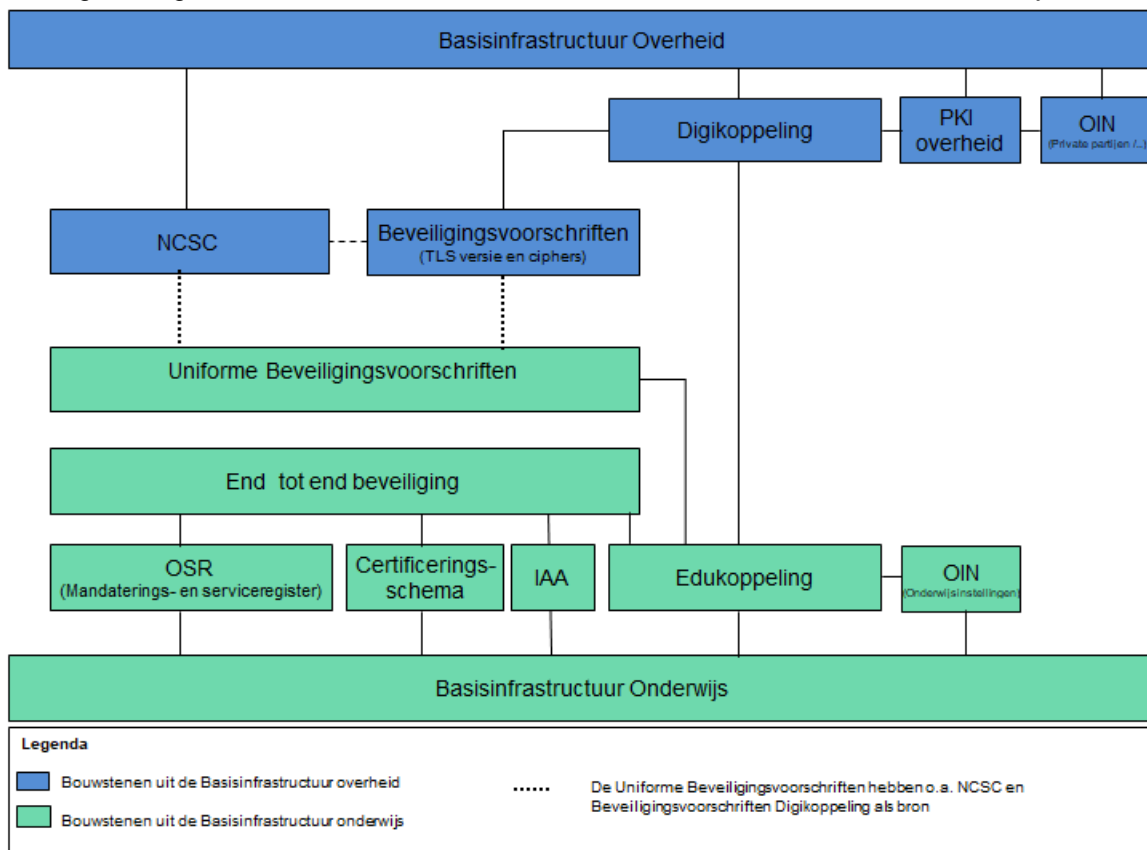 Basisinfrastructuur Overheid
Digikoppeling
PKI
overheid
OIN
(Private partijen /..)
NCSC
Beveiligingsvoorschriften
(TLS versie en ciphers)
Uniforme Beveiligingsvoorschriften
End tot end beveiliging
OSR
(Mandaterings- en serviceregister)
Certificerings-
schema
IAA
Edukoppeling
OIN
(Onderwijsinstellingen)
Basisinfrastructuur Onderwijs
Legenda
Bouwstenen uit de Basisinfrastructuur overheid
Bouwstenen uit de Basisinfrastructuur onderwijs
De Uniforme Beveiligingsvoorschriften hebben o.a. NCSC en
Beveiligingsvoorschriften Digikoppeling als bron